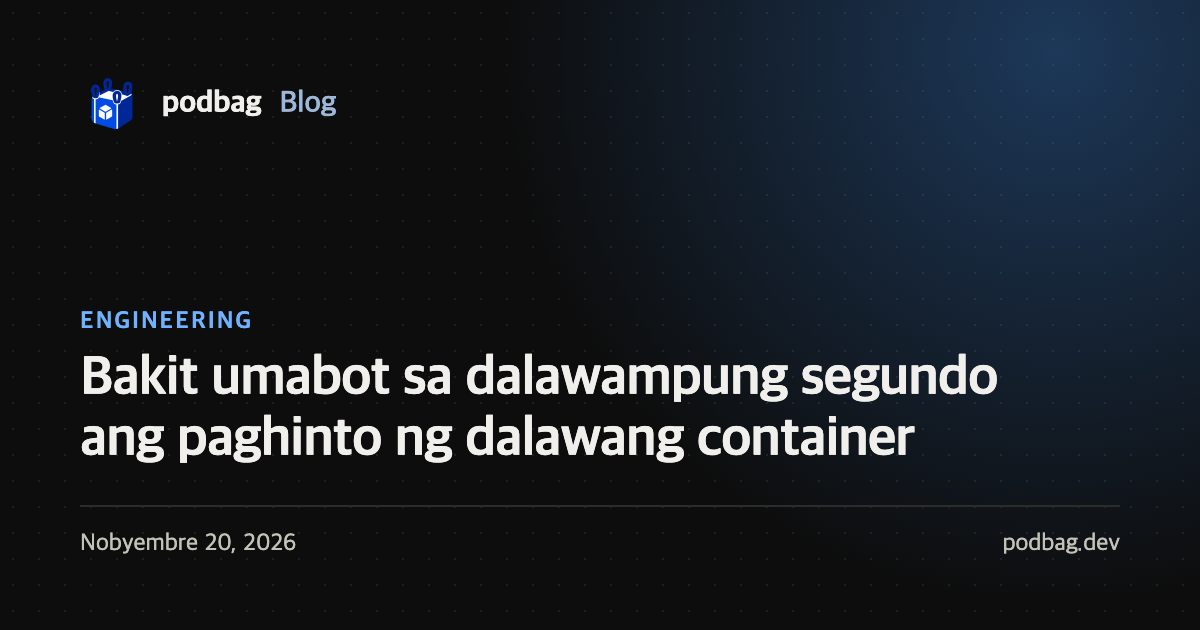 podbag Blog
ENGINEERING
Bakit umabot sa dalawampung segundo
ang paghinto ng dalawang container
Nobyembre 20, 2026
podbag.dev